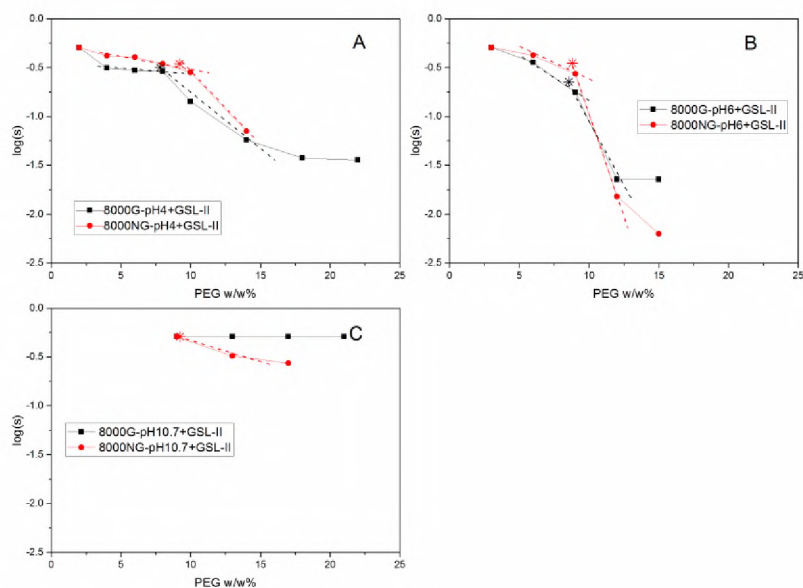 0.0
-0.5
-1.0
-1.5
-2.0
-2.5
log(s)
A
8000G-pH4+GSL-II
8000NG-pH4+GSL-II
0 5 10 15 20 25
PEG w/w%
0.0
-0.5
-1.0
-1.5
-2.0
-2.5
log(s)
B
8000G-pH6+GSL-II
8000NG-pH6+GSL-II
0 5 10 15 20 25
PEG w/w%
0.0
-0.5
-1.0
-1.5
-2.0
-2.5
log(s)
C
8000G-pH10.7+GSL-II
8000NG-pH10.7+GSL-II
0 5 10 15 20 25
PEG w/w%